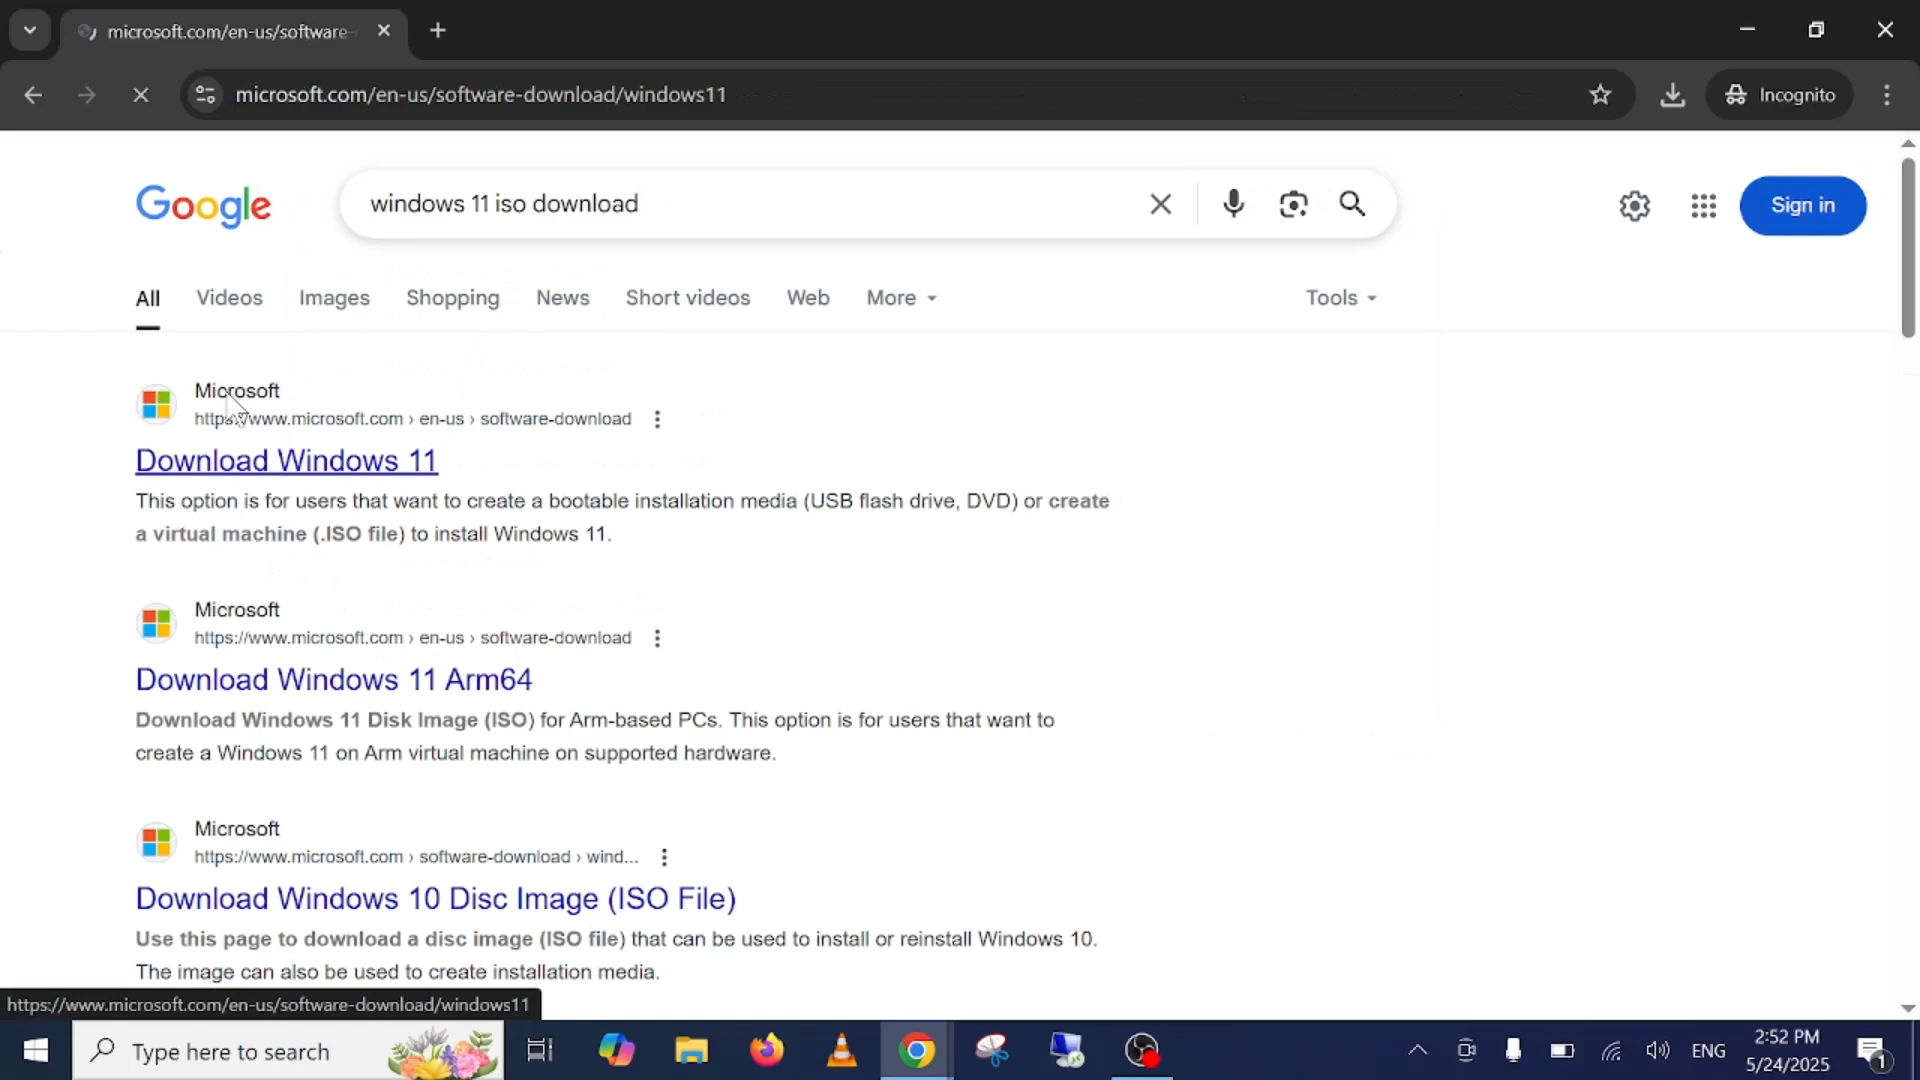 microsoft.com/en-us/software-
microsoft.com/en-us/software-download/windows11
Incognito
Google
windows 11 iso download
Sign in
All
Videos
Images
Shopping
News
Short videos
Web
More
Tools
Microsoft
https://www.microsoft.com › en-us › software-download
Download Windows 11
This option is for users that want to create a bootable installation media (USB flash drive, DVD) or create
a virtual machine (.ISO file) to install Windows 11.
Microsoft
https://www.microsoft.com › en-us › software-download
Download Windows 11 Arm64
Download Windows 11 Disk Image (ISO) for Arm-based PCs. This option is for users that want to
create a Windows 11 on Arm virtual machine on supported hardware.
Microsoft
https://www.microsoft.com › software-download › wind...
Download Windows 10 Disc Image (ISO File)
Use this page to download a disc image (ISO file) that can be used to install or reinstall Windows 10.
The image can also be used to create installation media.
https://www.microsoft.com/en-us/software-download/windows11
Type here to search
ENG
2:52 PM
5/24/2025
1